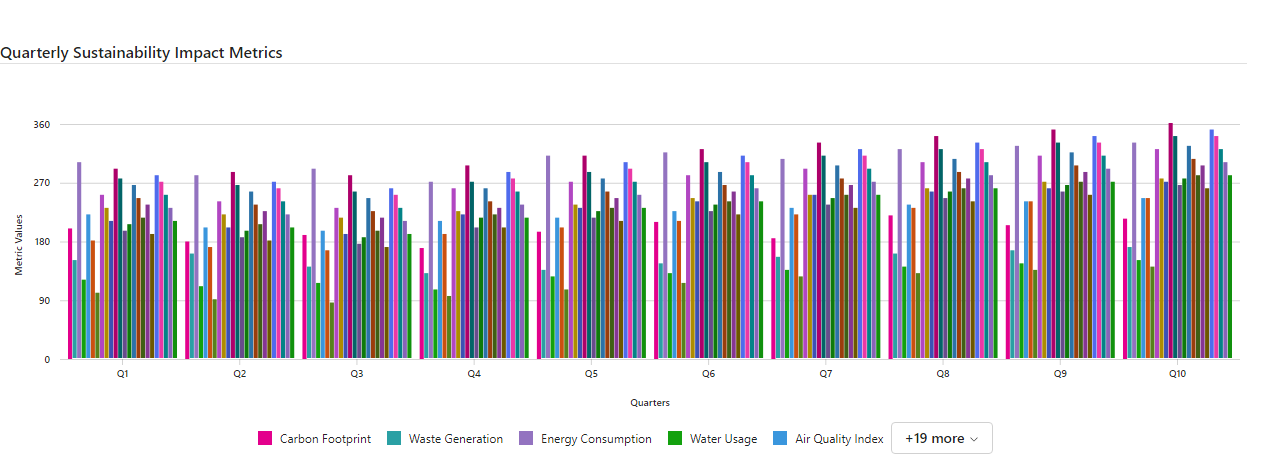 Quarterly Sustainability Impact Metrics
360
270
180
90
0
Metric Values
Q1 Q2 Q3 Q4 Q5 Q6 Q7 Q8 Q9 Q10
Quarters
Carbon Footprint Waste Generation Energy Consumption Water Usage Air Quality Index +19 more